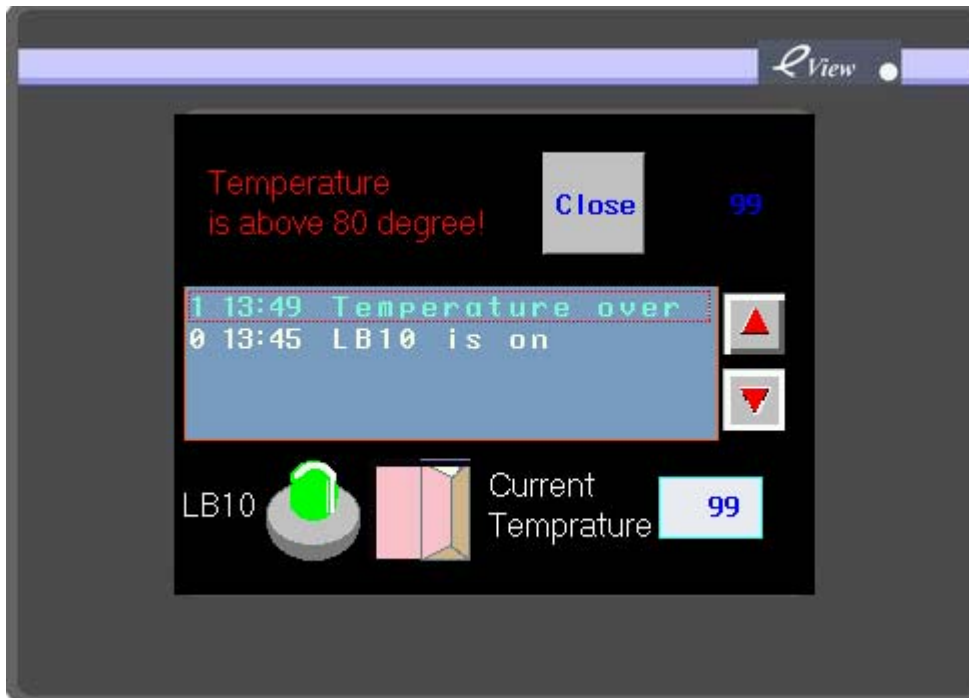 eView
Temperature
is above 80 degree!
Close
99
1 13:49 Temperature over
0 13:45 LB10 is on
LB10
Current
Temprature
99